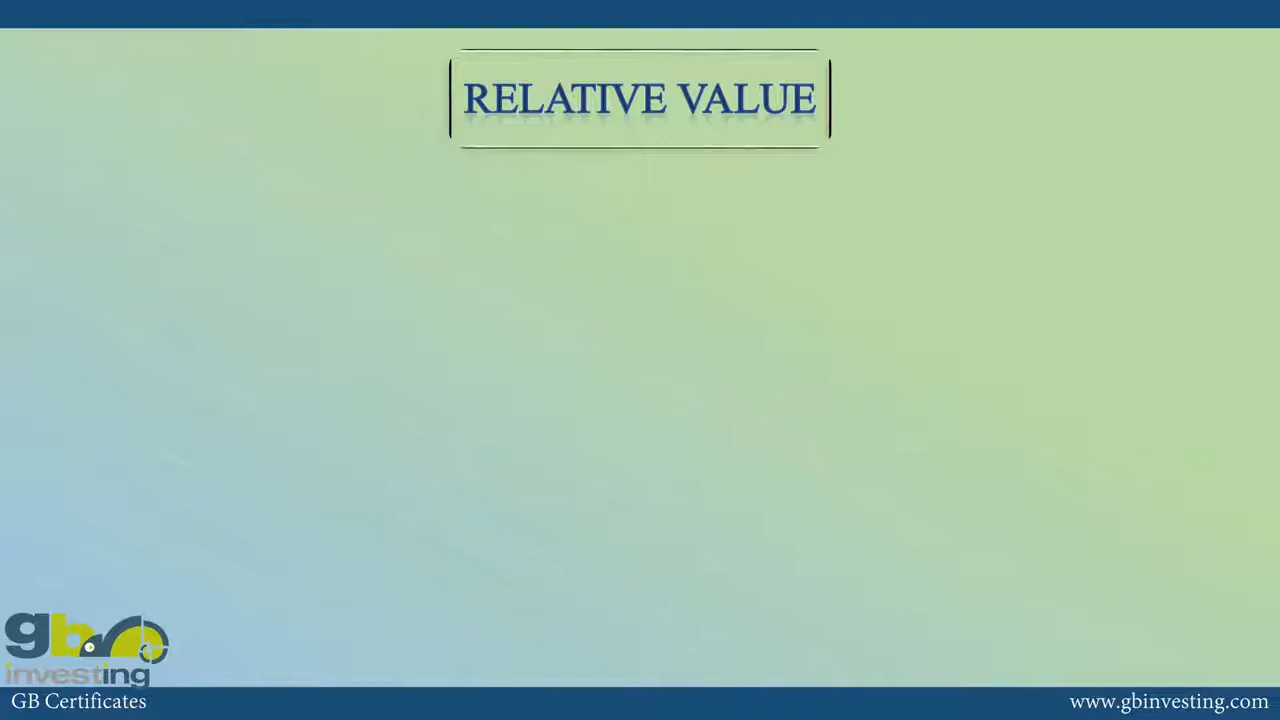 RELATIVE VALUE
gb
investing
GB Certificates
www.gbinvesting.com